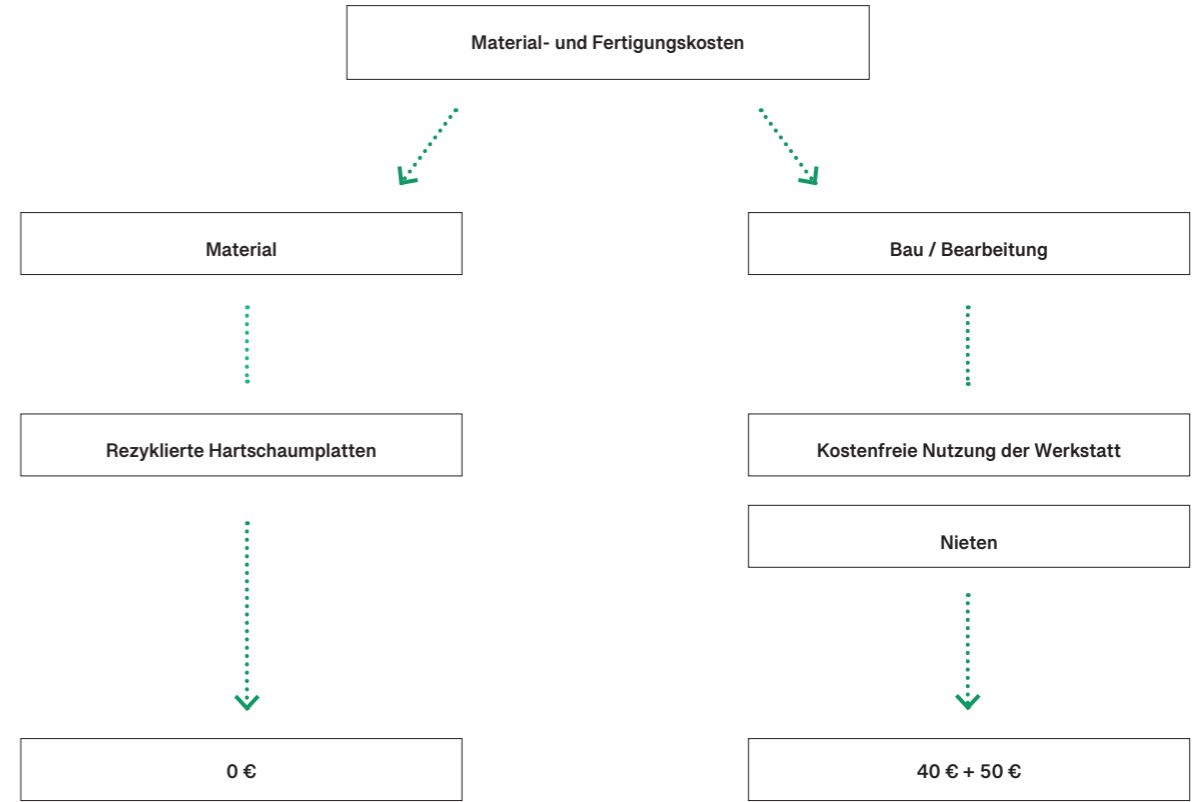 Material- und Fertigungskosten
Material
Bau / Bearbeitung
Rezyklierte Hartschaumplatten
Kostenfreie Nutzung der Werkstatt
Nieten
0 €
40 € + 50 €